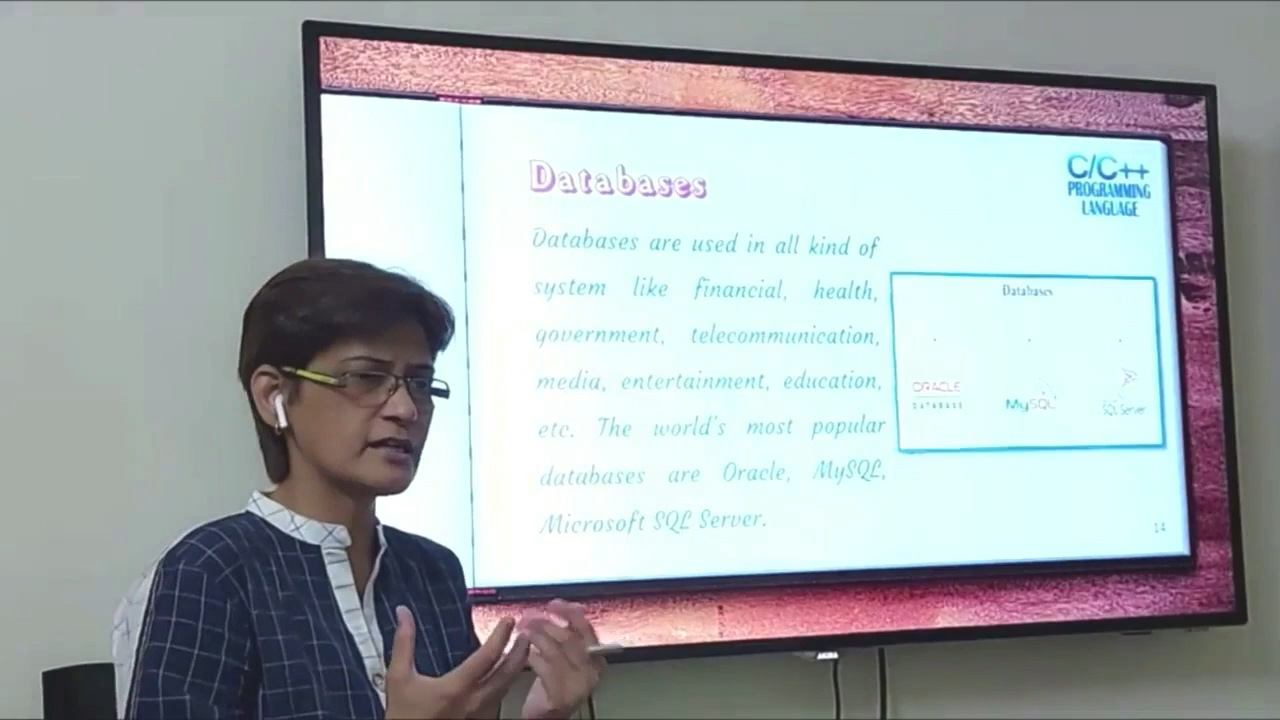 Databases
C/C++
PROGRAMMING
LANGUAGE
Databases are used in all kind of
system like financial, health,
government, telecommunication,
media, entertainment, education,
etc. The world's most popular
databases are Oracle, MySQL,
Microsoft SQL Server.
Databases
ORACLE
DATABASE
MySQL
SQL Server
14